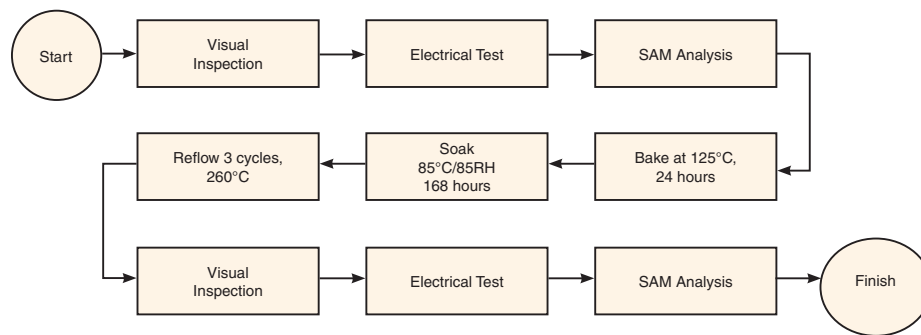 Start
Visual
Inspection
Electrical Test
SAM Analysis
Bake at 125°C,
24 hours
Soak
85°C/85RH
168 hours
Reflow 3 cycles,
260°C
Visual
Inspection
Electrical Test
SAM Analysis
Finish